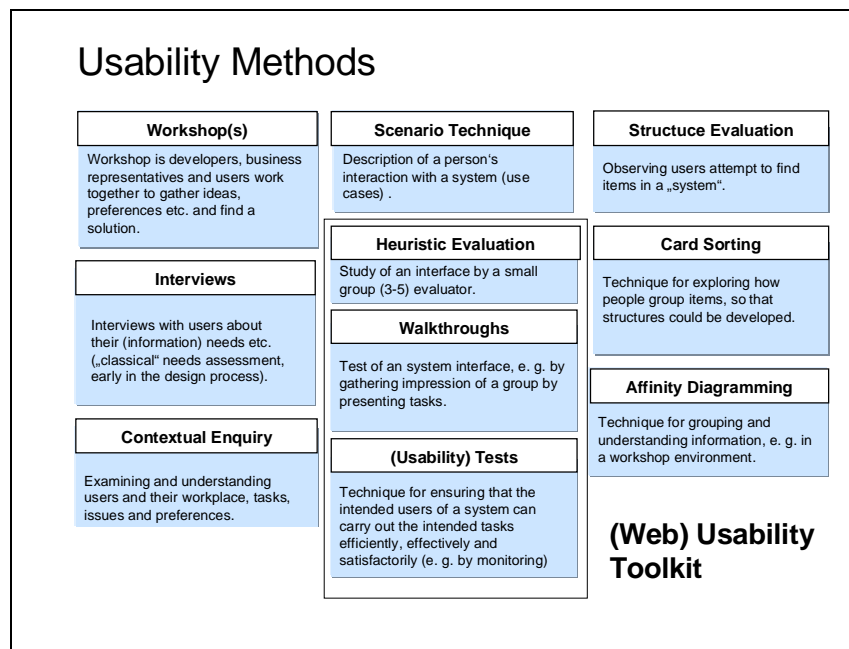 Usability Methods
Workshop(s)
Workshop is developers, business
representatives and users work
together to gather ideas,
preferences etc. and find a
solution.
Interviews
Interviews with users about
their (information) needs etc.
(„classical“ needs assessment,
early in the design process).
Contextual Enquiry
Examining and understanding
users and their workplace, tasks,
issues and preferences.
Scenario Technique
Description of a person‘s
interaction with a system (use
cases) .
Heuristic Evaluation
Study of an interface by a small
group (3-5) evaluator.
Walkthroughs
Test of an system interface, e. g. by
gathering impression of a group by
presenting tasks.
(Usability) Tests
Technique for ensuring that the
intended users of a system can
carry out the intended tasks
efficiently, effectively and
satisfactorily (e. g. by monitoring)
Structuce Evaluation
Observing users attempt to find
items in a „system“.
Card Sorting
Technique for exploring how
people group items, so that
structures could be developed.
Affinity Diagramming
Technique for grouping and
understanding information, e. g. in
a workshop environment.
(Web) Usability
Toolkit